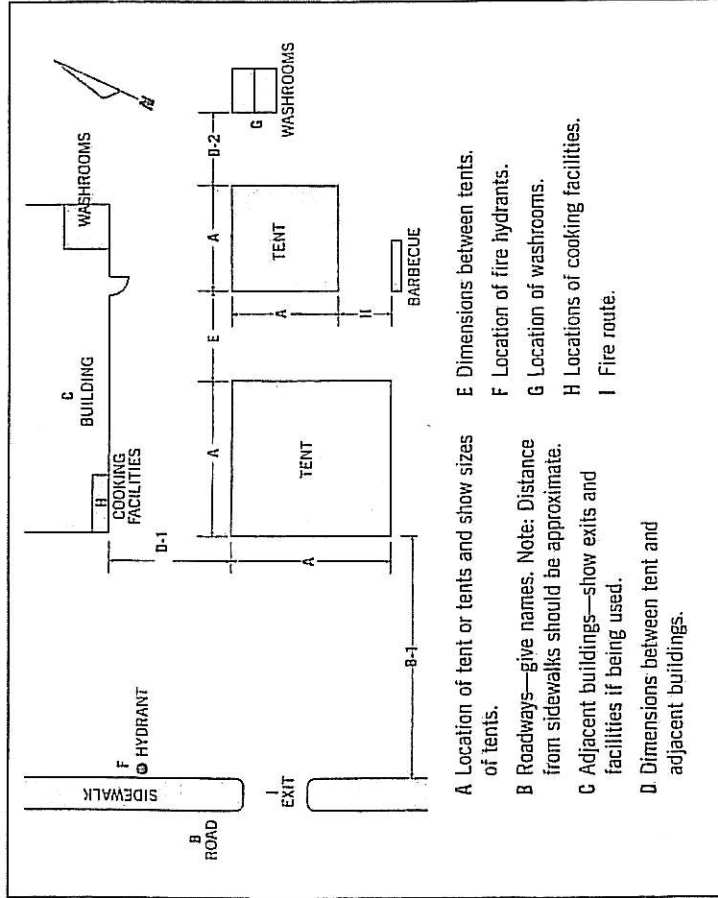 WASHROOMS
N
C
BUILDING
H
COOKING
FACILITIES
D-1
A
E
A
D-2
G
WASHROOMS
TENT
A
TENT
A
H
BARBECUE
B-1
F
HYDRANT
SIDEWALK
B
ROAD
I
EXIT
A Location of tent or tents and show sizes
of tents.
B Roadways—give names. Note: Distance
from sidewalks should be approximate.
C Adjacent buildings—show exits and
facilities if being used.
D Dimensions between tent and
adjacent buildings.
E Dimensions between tents.
F Location of fire hydrants.
G Location of washrooms.
H Locations of cooking facilities.
I Fire route.